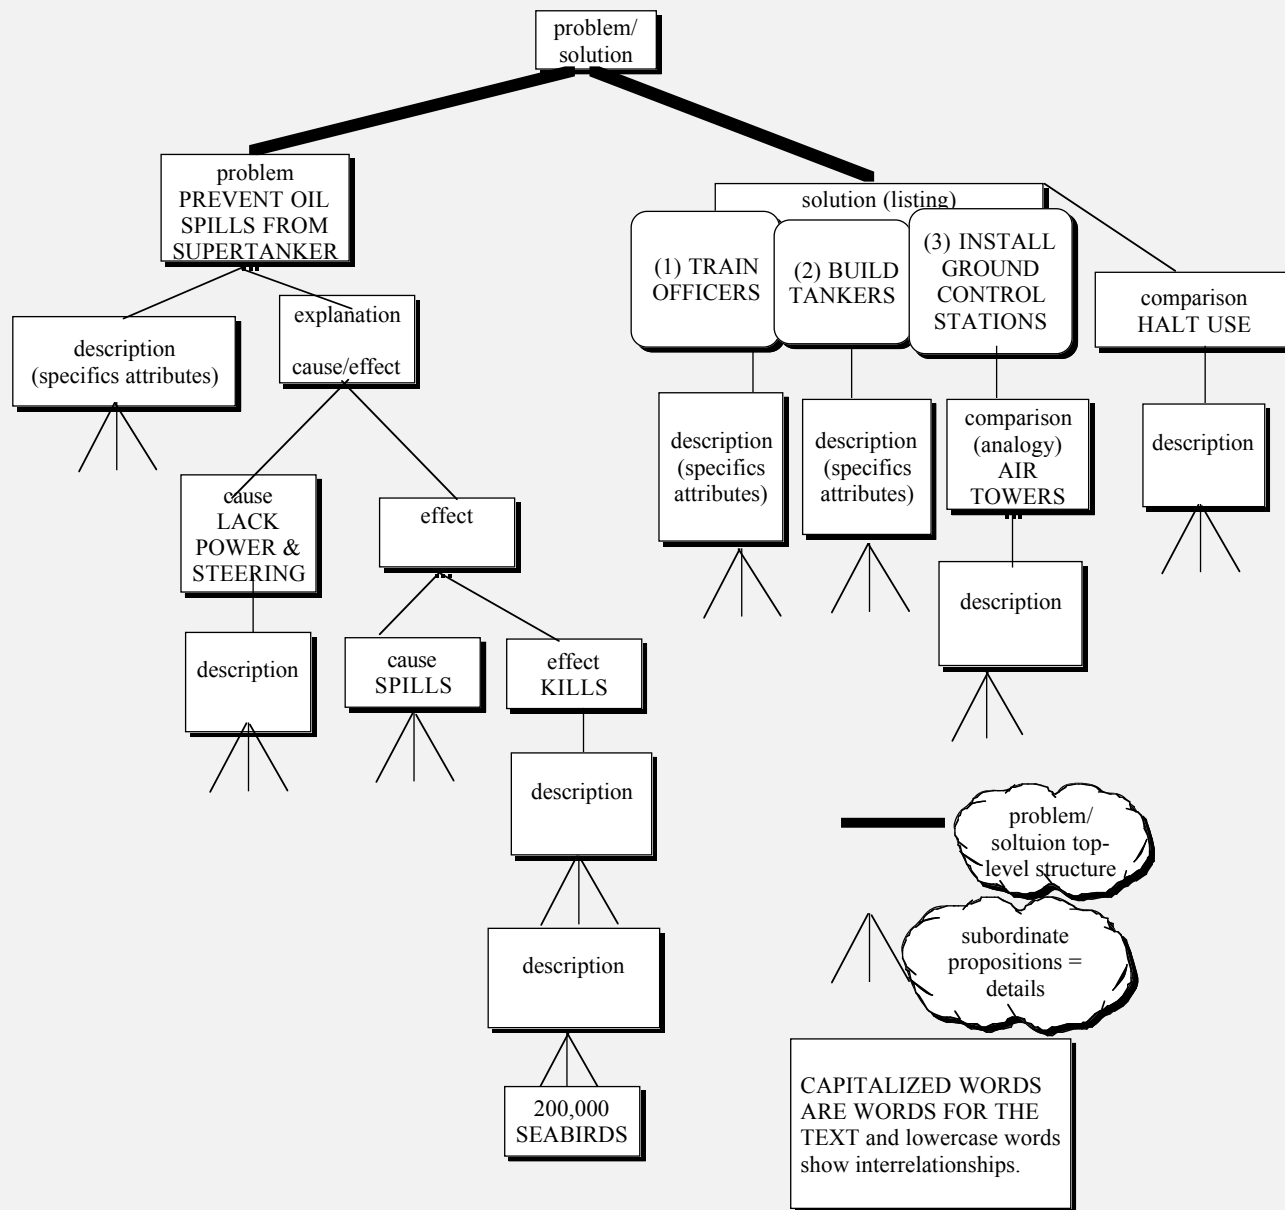 problem/
solution
problem
PREVENT OIL
SPILLS FROM
SUPERTANKER
solution (listing)
(1) TRAIN
OFFICERS
(2) BUILD
TANKERS
(3) INSTALL
GROUND
CONTROL
STATIONS
comparison
HALT USE
description
(specifics attributes)
explanation
cause/effect
description
(specifics
attributes)
description
(specifics
attributes)
comparison
(analogy)
AIR
TOWERS
description
cause
LACK
POWER &
STEERING
effect
description
description
cause
SPILLS
effect
KILLS
description
description
200,000
SEABIRDS
problem/
soltuion top-
level structure
subordinate
propositions =
details
CAPITALIZED WORDS
ARE WORDS FOR THE
TEXT and lowercase words
show interrelationships.